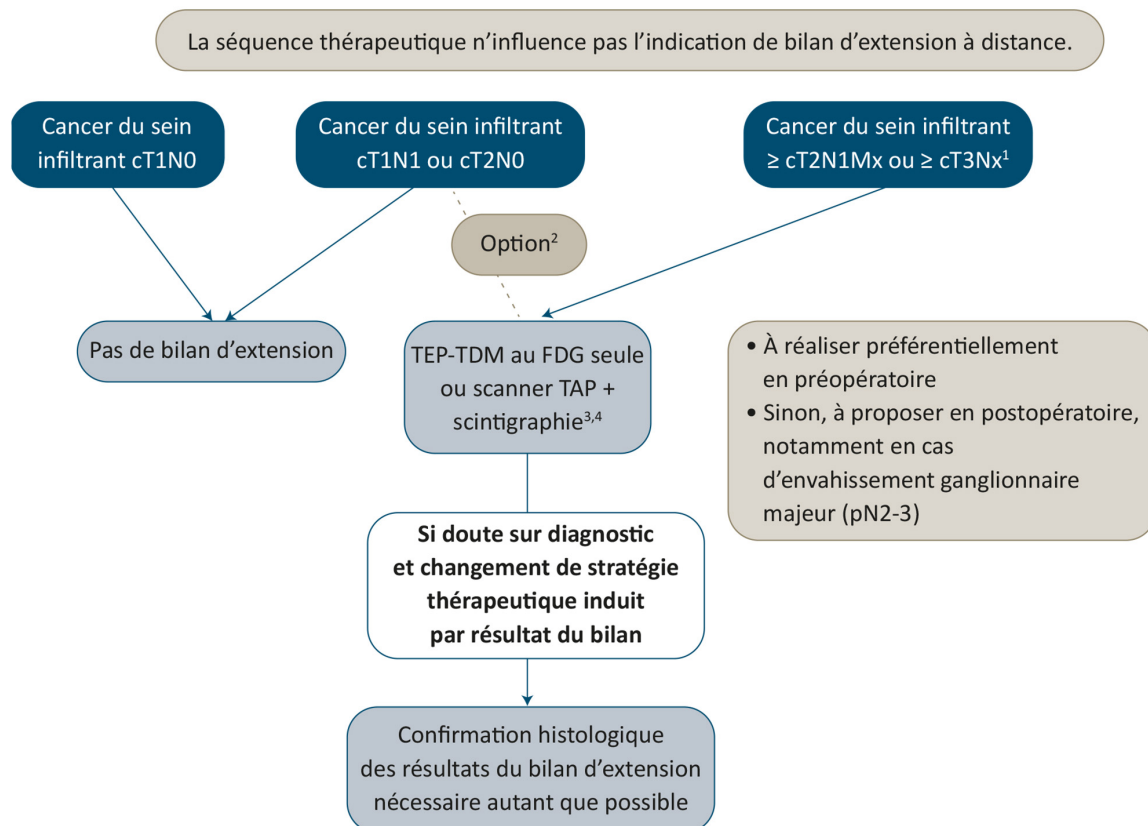 La séquence thérapeutique n’influence pas l’indication de bilan d’extension à distance.
Cancer du sein
infiltrant cT1N0
Cancer du sein infiltrant
cT1N1 ou cT2N0
Cancer du sein infiltrant
≥ cT2N1Mx ou ≥ cT3Nx¹
Option²
Pas de bilan d’extension
TEP-TDM au FDG seule
ou scanner TAP +
scintigraphie³,⁴
• À réaliser préférentiellement
en préopératoire
• Sinon, à proposer en postopératoire,
notamment en cas
d’envahissement ganglionnaire
majeur (pN2-3)
Si doute sur diagnostic
et changement de stratégie
thérapeutique induit
par résultat du bilan
Confirmation histologique
des résultats du bilan d’extension
nécessaire autant que possible